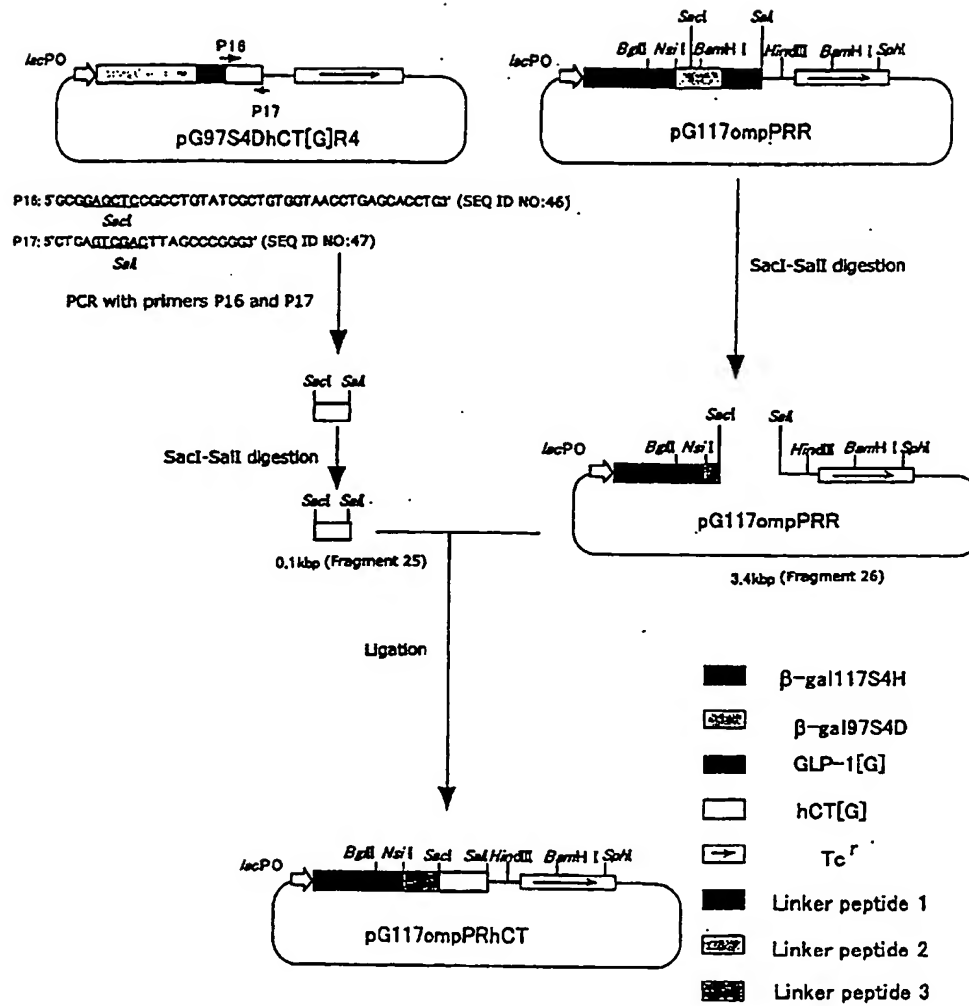 SacI SalI
P16
BglII NsiI BamHI HindIII BamHI SphI
lacPO
lacPO
P17
pG97S4DhCT[G]R4
pG117ompPRR
P16: 5'GCGGAGCTCCGCCTGTATCGCTGTGGTAACCTGAGCACCTG3' (SEQ ID NO:46)
SacI
P17: 5'CTGAGTCGACTTAGCCCGGG3' (SEQ ID NO:47)
SalI
SacI-SalI digestion
PCR with primers P16 and P17
SacI SalI
SacI SalI
SacI-SalI digestion
lacPO
BglII NsiI HindIII BamHI SphI
SacI SalI
pG117ompPRR
0.1kbp (Fragment 25)
3.4kbp (Fragment 26)
Ligation
β-gal117S4H
β-gal97S4D
GLP-1[G]
hCT[G]
Tc r
BglII NsiI SacI SalI HindIII BamHI SphI
lacPO
Linker peptide 1
pG117ompPRhCT
Linker peptide 2
Linker peptide 3